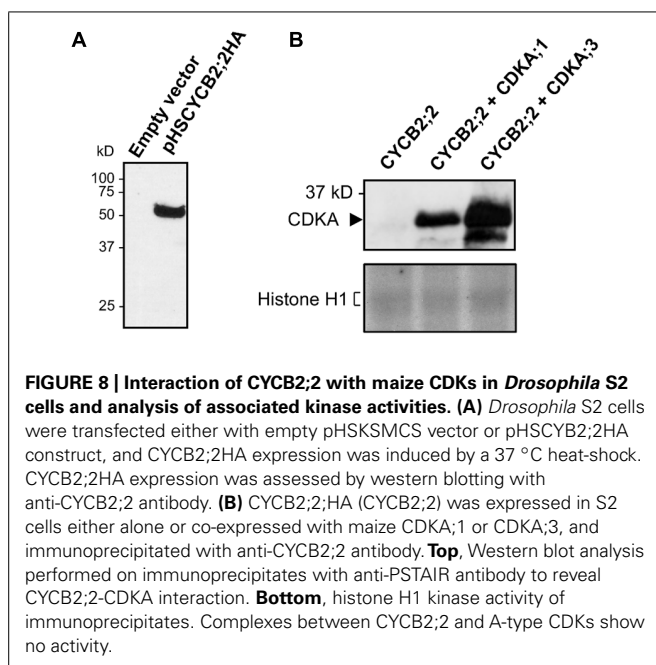 A
B
Empty vector
pHSCYCB2;2HA
kD
100
75
50
37
25
CYCB2;2
CYCB2;2 + CDKA;1
CYCB2;2 + CDKA;3
37 kD
CDKA
Histone H1
FIGURE 8 | Interaction of CYCB2;2 with maize CDKs in Drosophila S2
cells and analysis of associated kinase activities. (A) Drosophila S2 cells
were transfected either with empty pHSKSMCS vector or pHSCYB2;2HA
construct, and CYCB2;2HA expression was induced by a 37 °C heat-shock.
CYCB2;2HA expression was assessed by western blotting with
anti-CYCB2;2 antibody. (B) CYCB2;2;HA (CYCB2;2) was expressed in S2
cells either alone or co-expressed with maize CDKA;1 or CDKA;3, and
immunoprecipitated with anti-CYCB2;2 antibody. Top, Western blot analysis
performed on immunoprecipitates with anti-PSTAIR antibody to reveal
CYCB2;2-CDKA interaction. Bottom, histone H1 kinase activity of
immunoprecipitates. Complexes between CYCB2;2 and A-type CDKs show
no activity.